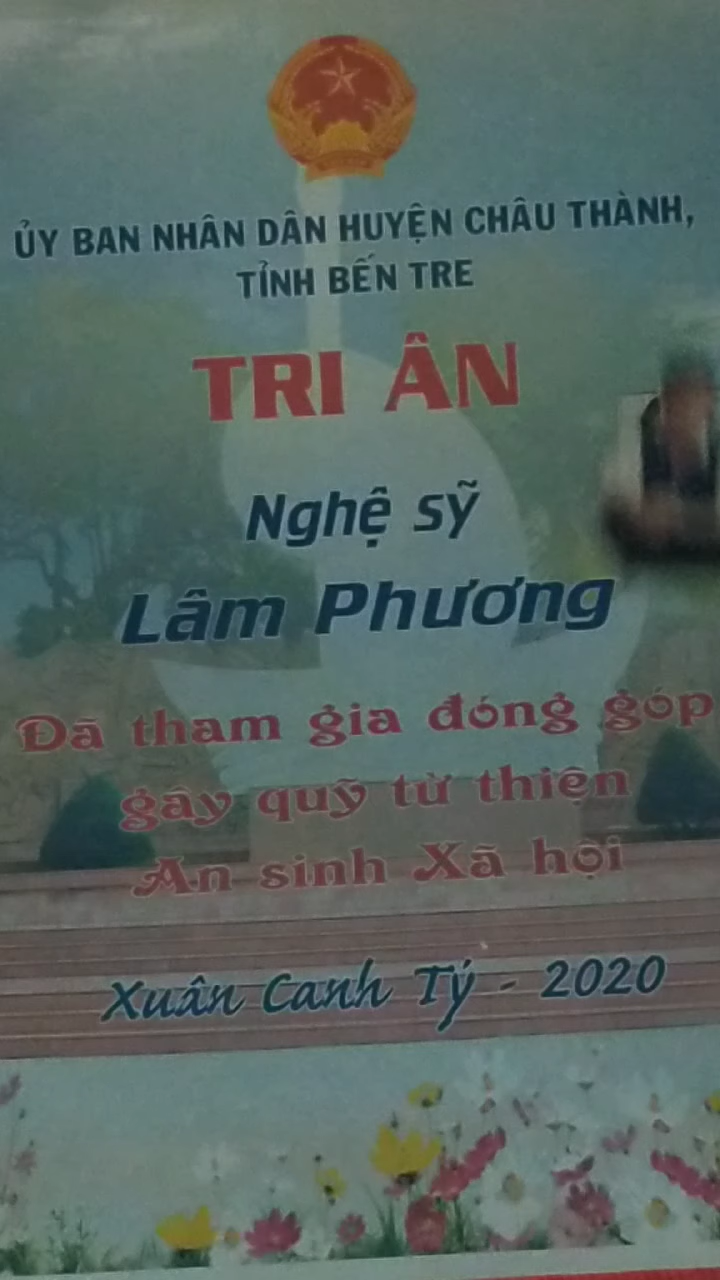 ỦY BAN NHÂN DÂN HUYỆN CHÂU THÀNH,
TỈNH BẾN TRE
TRI ÂN
Nghệ sỹ
Lâm Phương
Đã tham gia đóng góp
gây quỹ từ thiện
An sinh Xã hội
Xuân Canh Tý - 2020